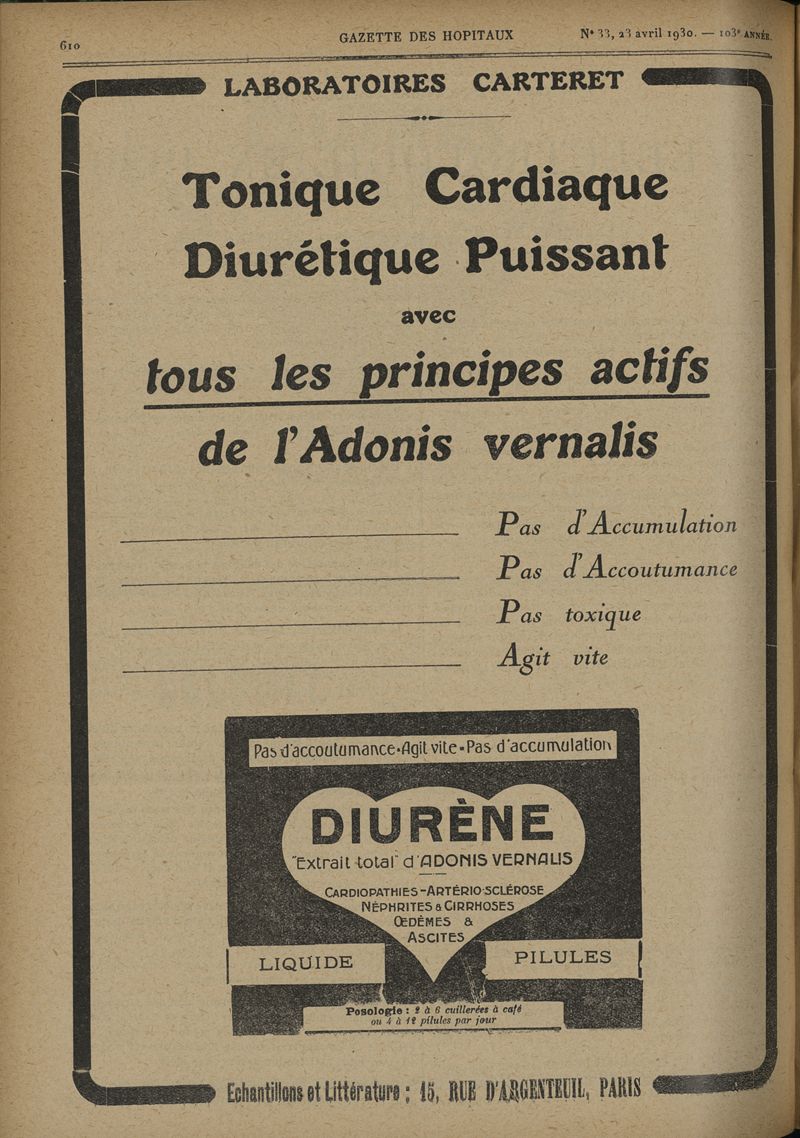 610
GAZETTE DES HOPITAUX
N° 33, 23 avril 1930. — 103e ANNÉE.
LABORATOIRES CARTERET
Tonique Cardiaque
Diurétique Puissant
avec
tous les principes actifs
de l'Adonis vernalis
Pas d'Accumulation
Pas d'Accoutumance
Pas toxique
Agit vite
Pas d'accoutumance•Agit vite•Pas d'accumulation
DIURÈNE
"Extrait total" d'ADONIS VERNALIS
CARDIOPATHIES-ARTÉRIO-SCLÉROSE
NÉPHRITES & CIRRHOSES
ŒDÈMES &
ASCITES
LIQUIDE
PILULES
Posologie : 2 à 6 cuillerées à café
ou 4 à 12 pilules par jour
Echantillons et Littérature : 15, RUE D'ARGENTEUIL, PARIS